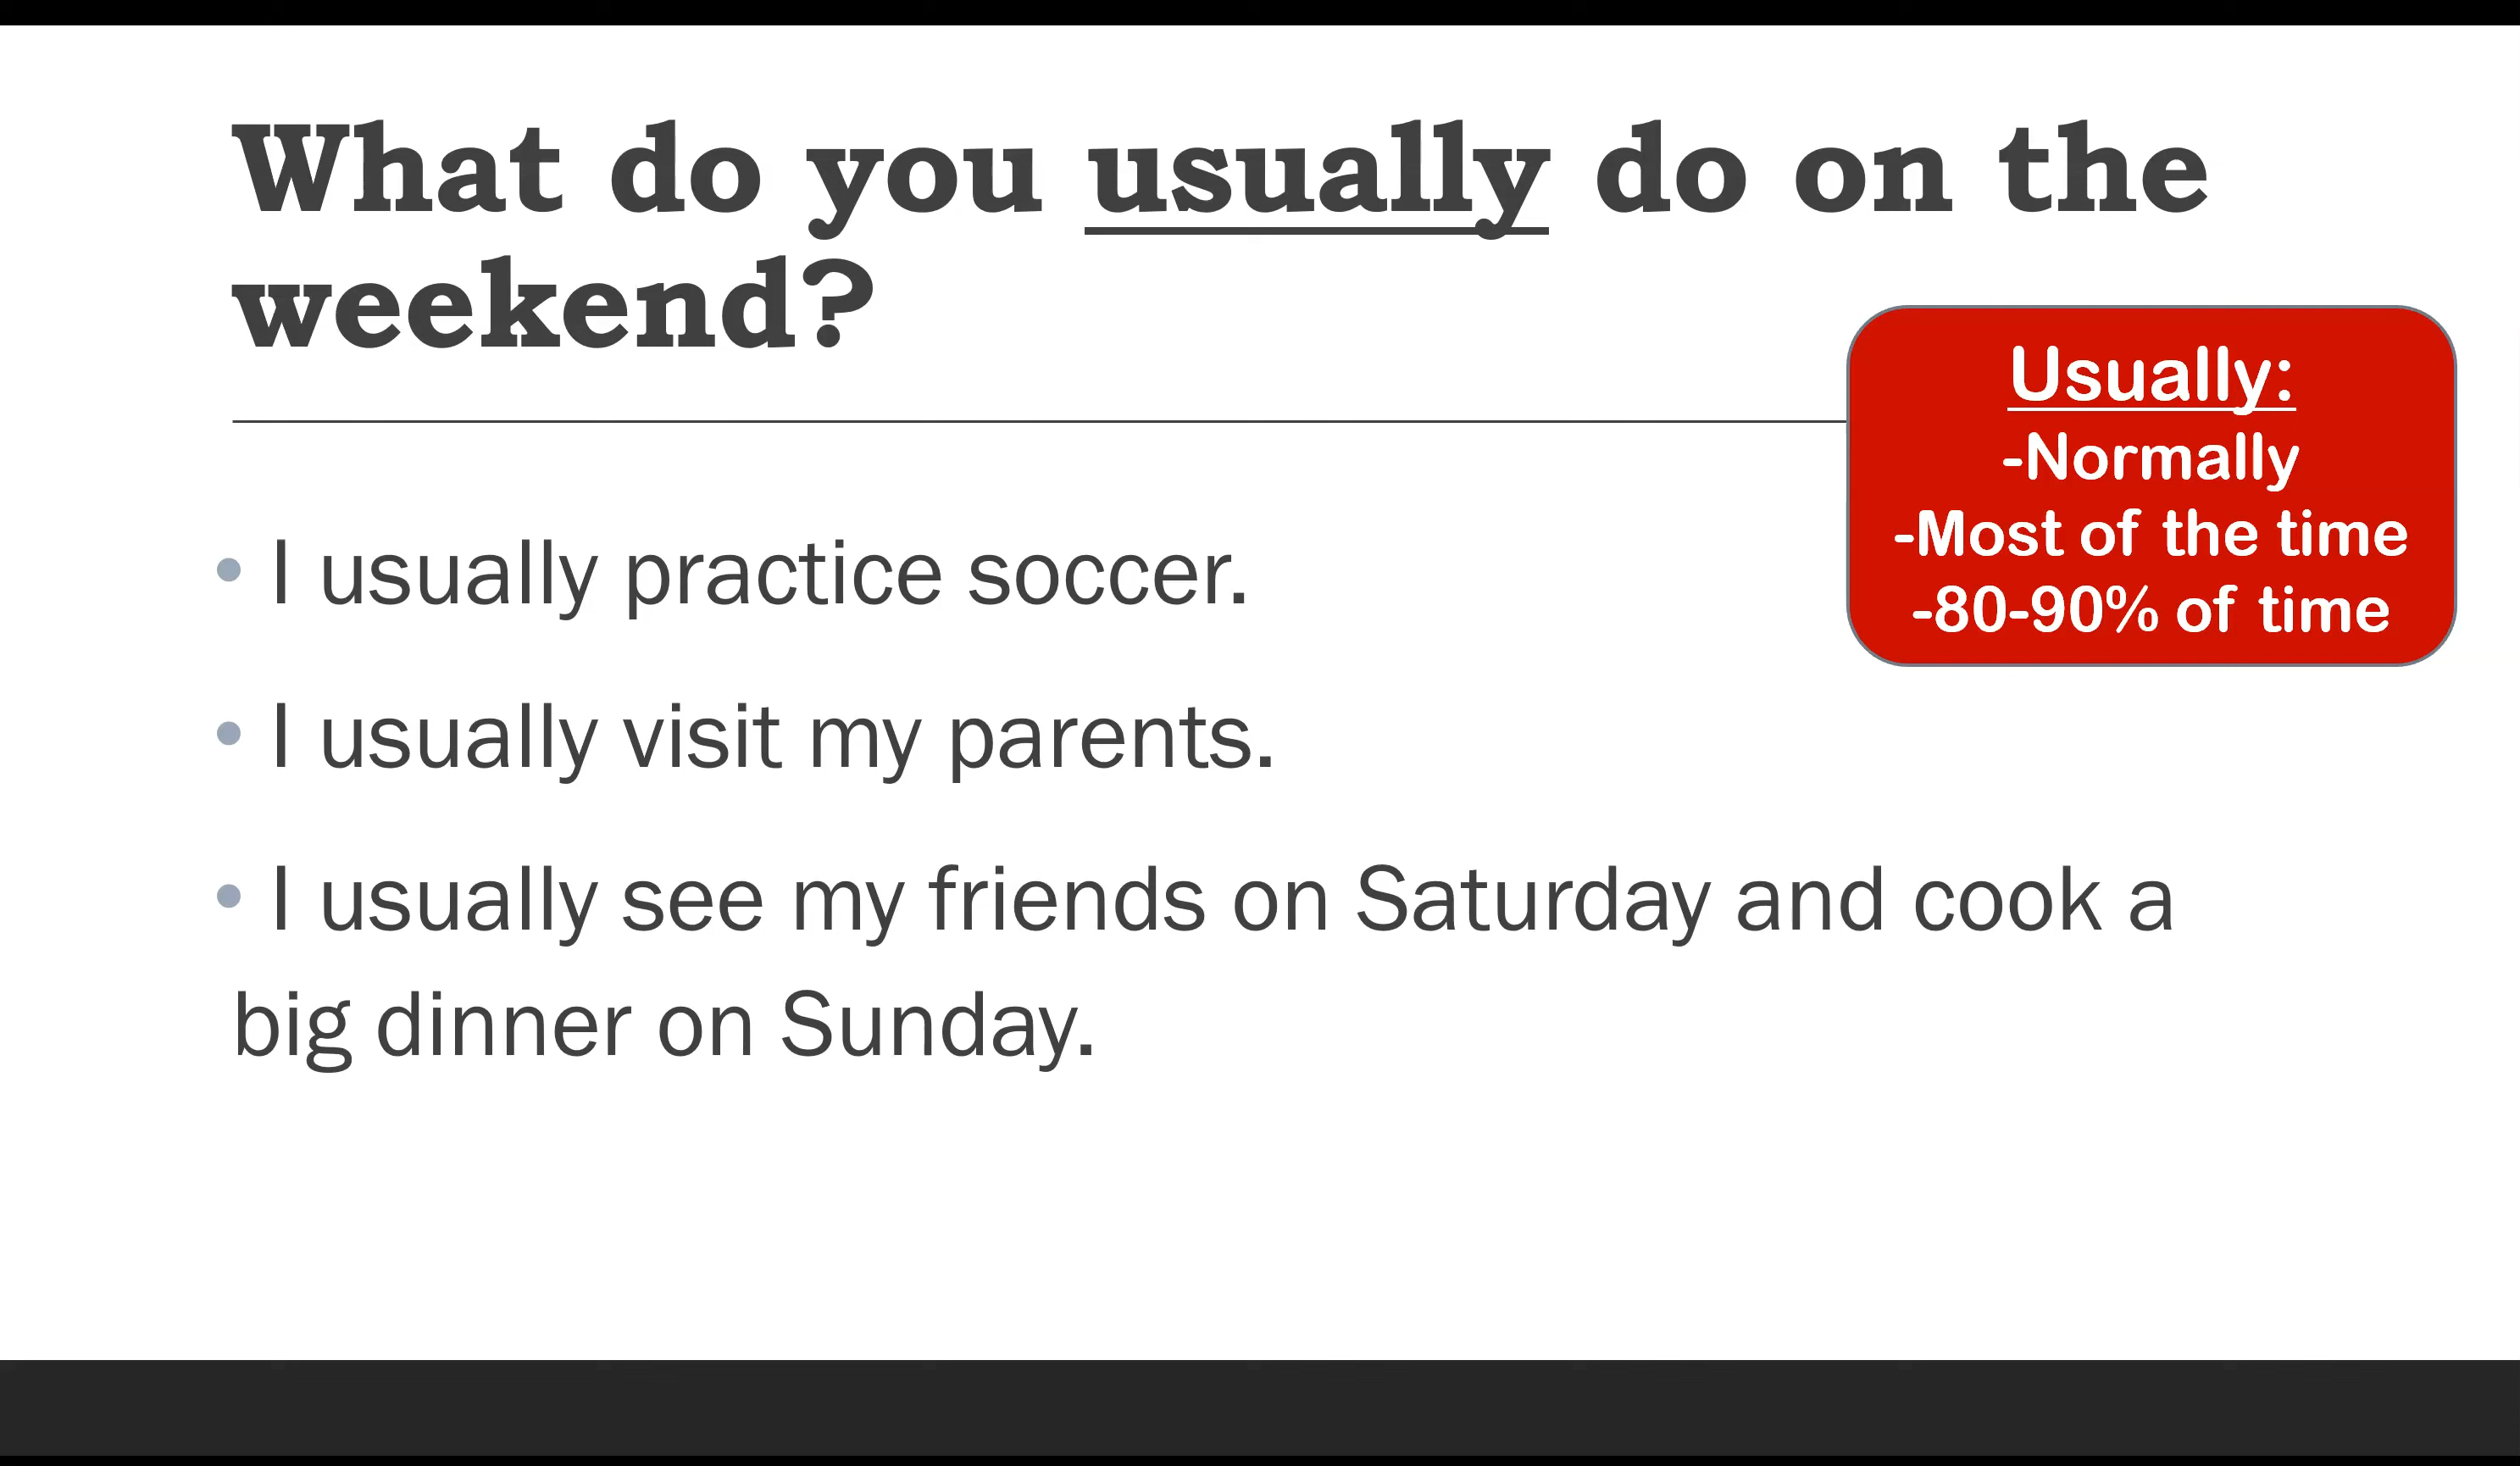 What do you usually do on the
weekend?
Usually:
-Normally
-Most of the time
-80-90% of time
• I usually practice soccer.
• I usually visit my parents.
• I usually see my friends on Saturday and cook a
big dinner on Sunday.